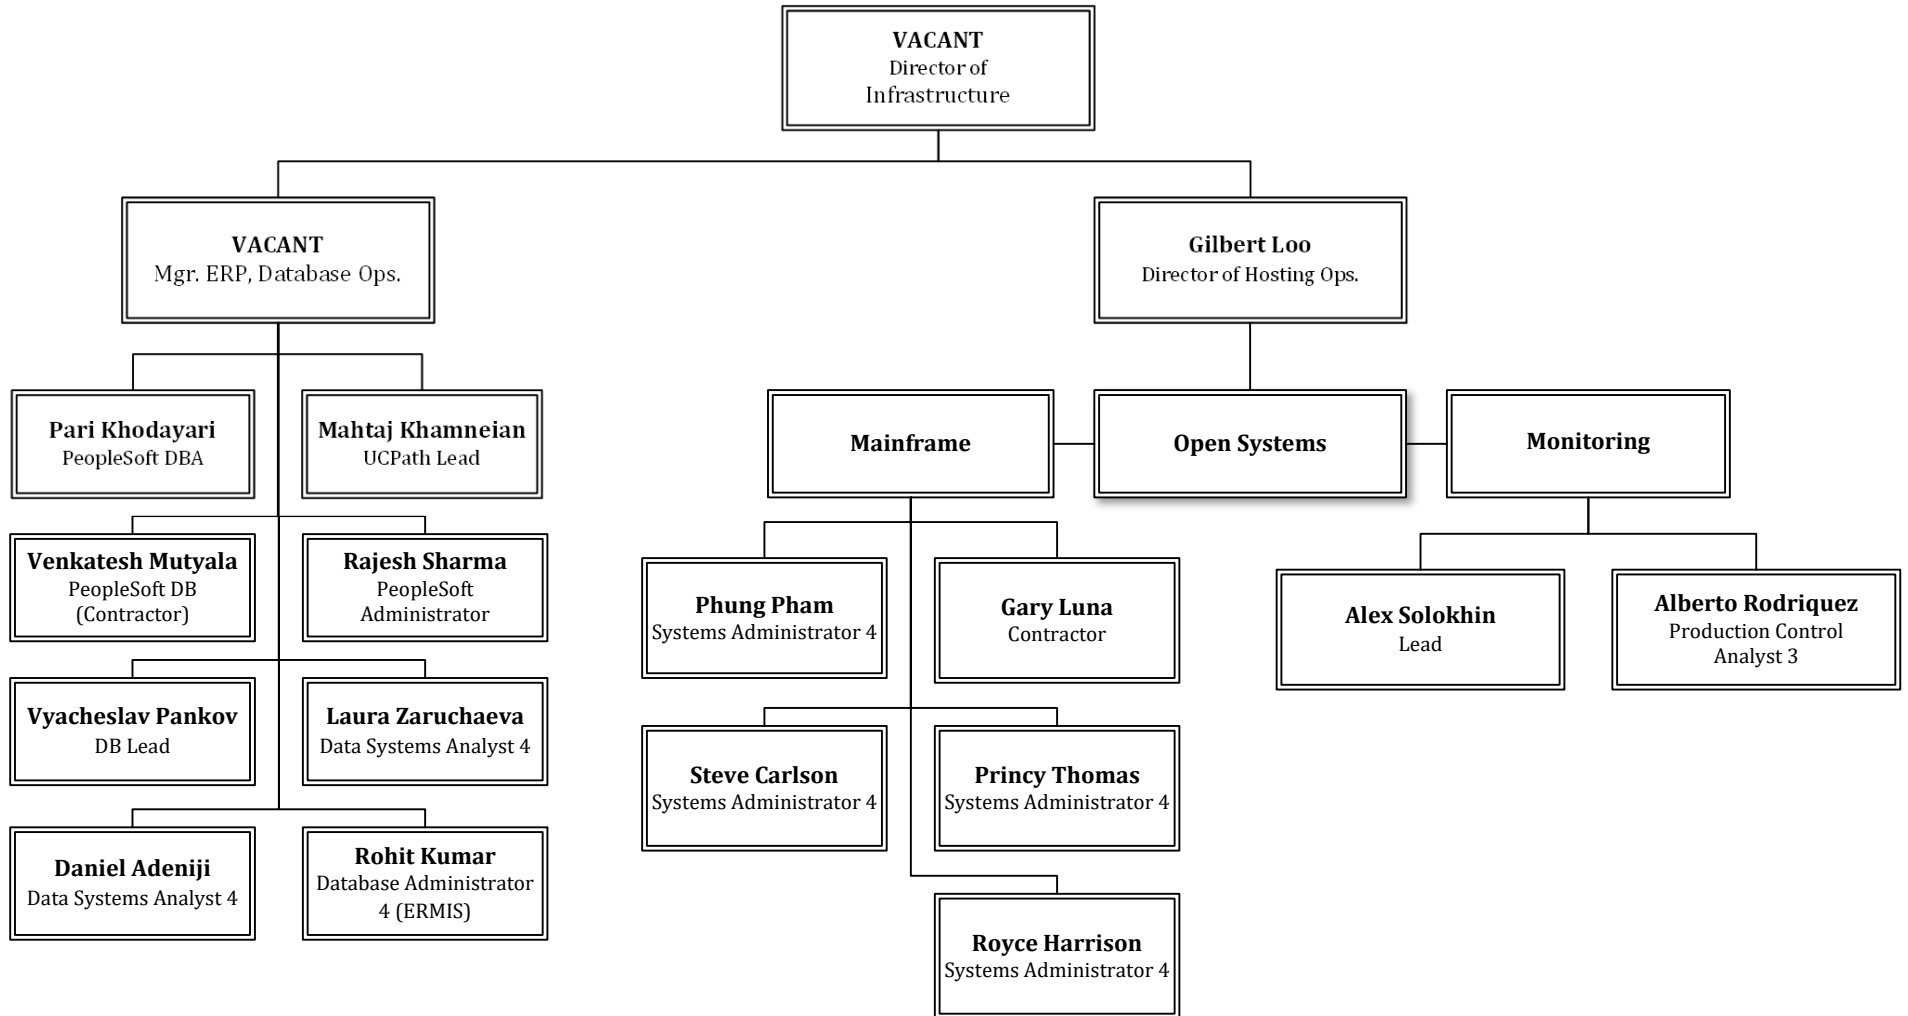 VACANT
Director of
Infrastructure
VACANT
Mgr. ERP, Database Ops.
Gilbert Loo
Director of Hosting Ops.
Pari Khodayari
PeopleSoft DBA
Mahtaj Khamneian
UCPath Lead
Mainframe
Open Systems
Monitoring
Venkatesh Mutyala
PeopleSoft DB
(Contractor)
Rajesh Sharma
PeopleSoft
Administrator
Phung Pham
Systems Administrator 4
Gary Luna
Contractor
Alex Solokhin
Lead
Alberto Rodriquez
Production Control
Analyst 3
Vyacheslav Pankov
DB Lead
Laura Zaruchaeva
Data Systems Analyst 4
Steve Carlson
Systems Administrator 4
Princy Thomas
Systems Administrator 4
Daniel Adeniji
Data Systems Analyst 4
Rohit Kumar
Database Administrator
4 (ERMIS)
Royce Harrison
Systems Administrator 4